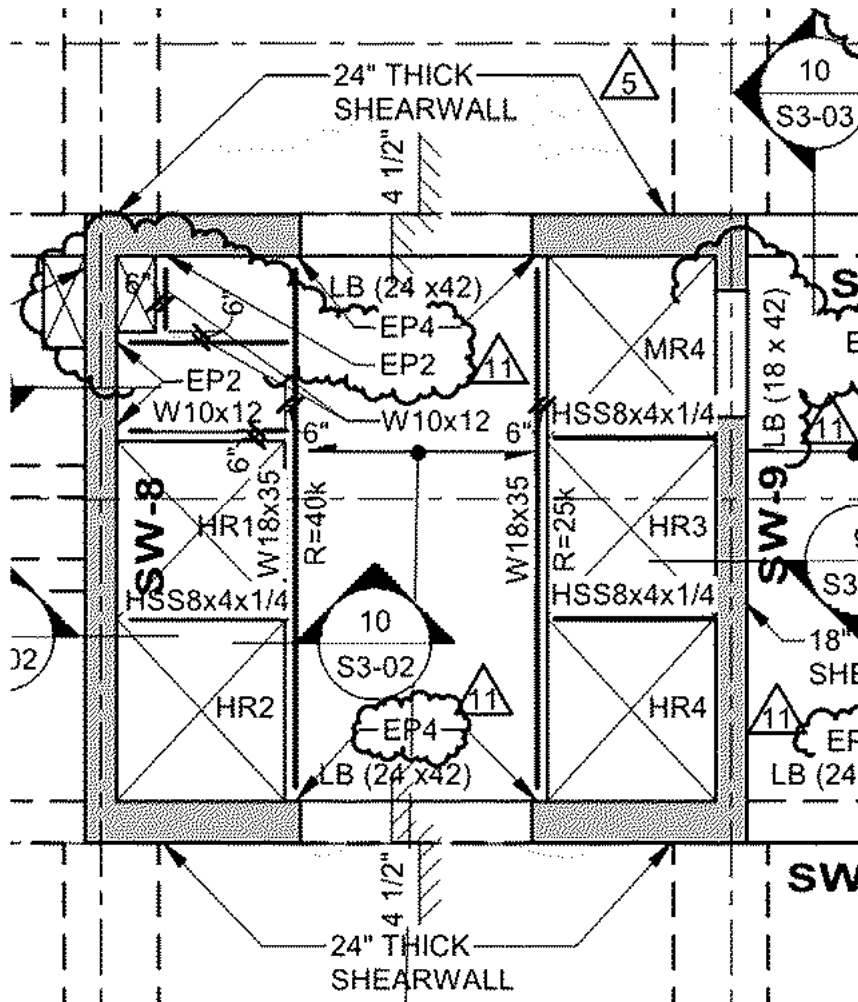 24" THICK
SHEARWALL
5
10
S3-03
4 1/2"
6"
6"
LB (24 x42)
EP4
EP2
11
MR4
LB (18 x 42)
EP2
W10x12
W10x12
HSS8x4x1/4
11
6"
6"
6"
SW-8
HR1
W18x35
R=40k
W18x35
R=25k
HR3
SW-9
HSS8x4x1/4
HSS8x4x1/4
10
S3-02
18"
HR2
11
EP4
HR4
11
LB (24 x42)
LB (24
4 1/2"
SW
24" THICK
SHEARWALL